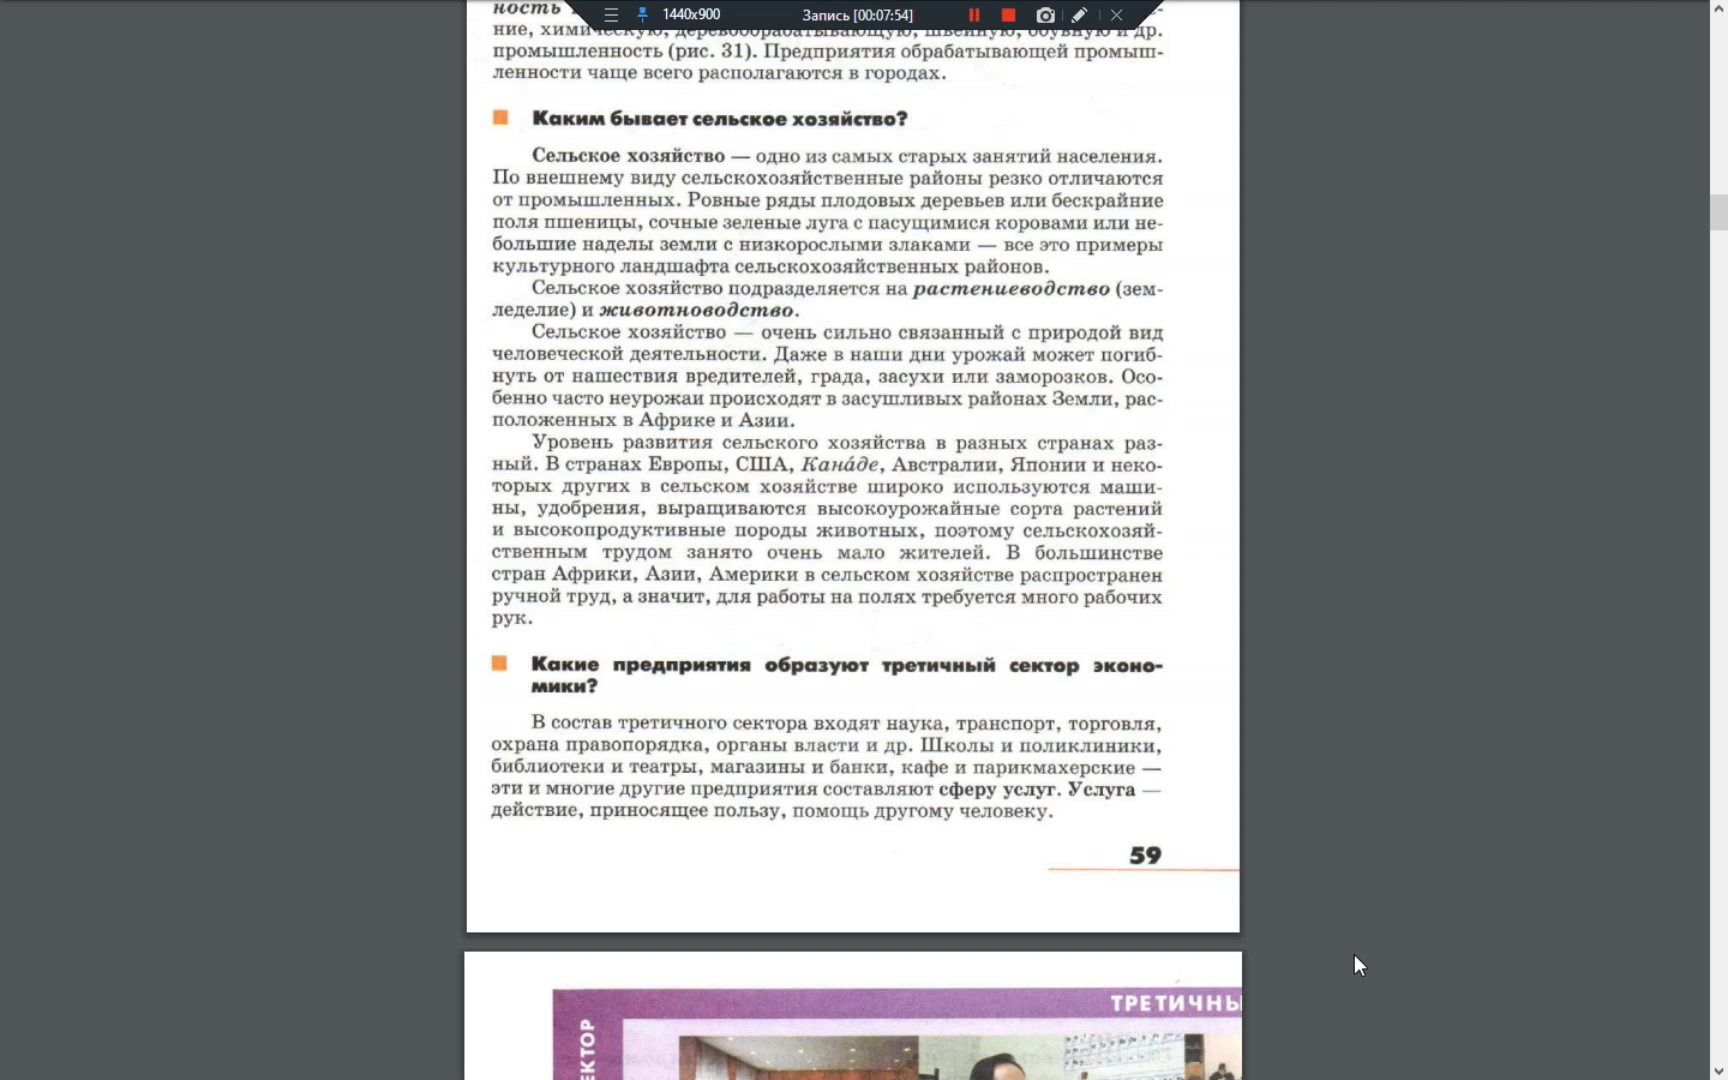 1440x900
Запись [00:07:54]
ность
ние, химическую, деревообрабатывающую, швейную, обувную и др.
промышленность (рис. 31). Предприятия обрабатывающей промыш-
ленности чаще всего располагаются в городах.
Каким бывает сельское хозяйство?
Сельское хозяйство — одно из самых старых занятий населения.
По внешнему виду сельскохозяйственные районы резко отличаются
от промышленных. Ровные ряды плодовых деревьев или бескрайние
поля пшеницы, сочные зеленые луга с пасущимися коровами или не-
большие наделы земли с низкорослыми злаками — все это примеры
культурного ландшафта сельскохозяйственных районов.
Сельское хозяйство подразделяется на растениеводство (зем-
леделие) и животноводство.
Сельское хозяйство — очень сильно связанный с природой вид
человеческой деятельности. Даже в наши дни урожай может погиб-
нуть от нашествия вредителей, града, засухи или заморозков. Осо-
бенно часто неурожаи происходят в засушливых районах Земли, рас-
положенных в Африке и Азии.
Уровень развития сельского хозяйства в разных странах раз-
ный. В странах Европы, США, Кана́де, Австралии, Японии и неко-
торых других в сельском хозяйстве широко используются маши-
ны, удобрения, выращиваются высокоурожайные сорта растений
и высокопродуктивные породы животных, поэтому сельскохозяй-
ственным трудом занято очень мало жителей. В большинстве
стран Африки, Азии, Америки в сельском хозяйстве распространен
ручной труд, а значит, для работы на полях требуется много рабочих
рук.
Какие предприятия образуют третичный сектор эконо-
мики?
В состав третичного сектора входят наука, транспорт, торговля,
охрана правопорядка, органы власти и др. Школы и поликлиники,
библиотеки и театры, магазины и банки, кафе и парикмахерские —
эти и многие другие предприятия составляют сферу услуг. Услуга —
действие, приносящее пользу, помощь другому человеку.
59
ТРЕТИЧНЫ
ЕКТОР